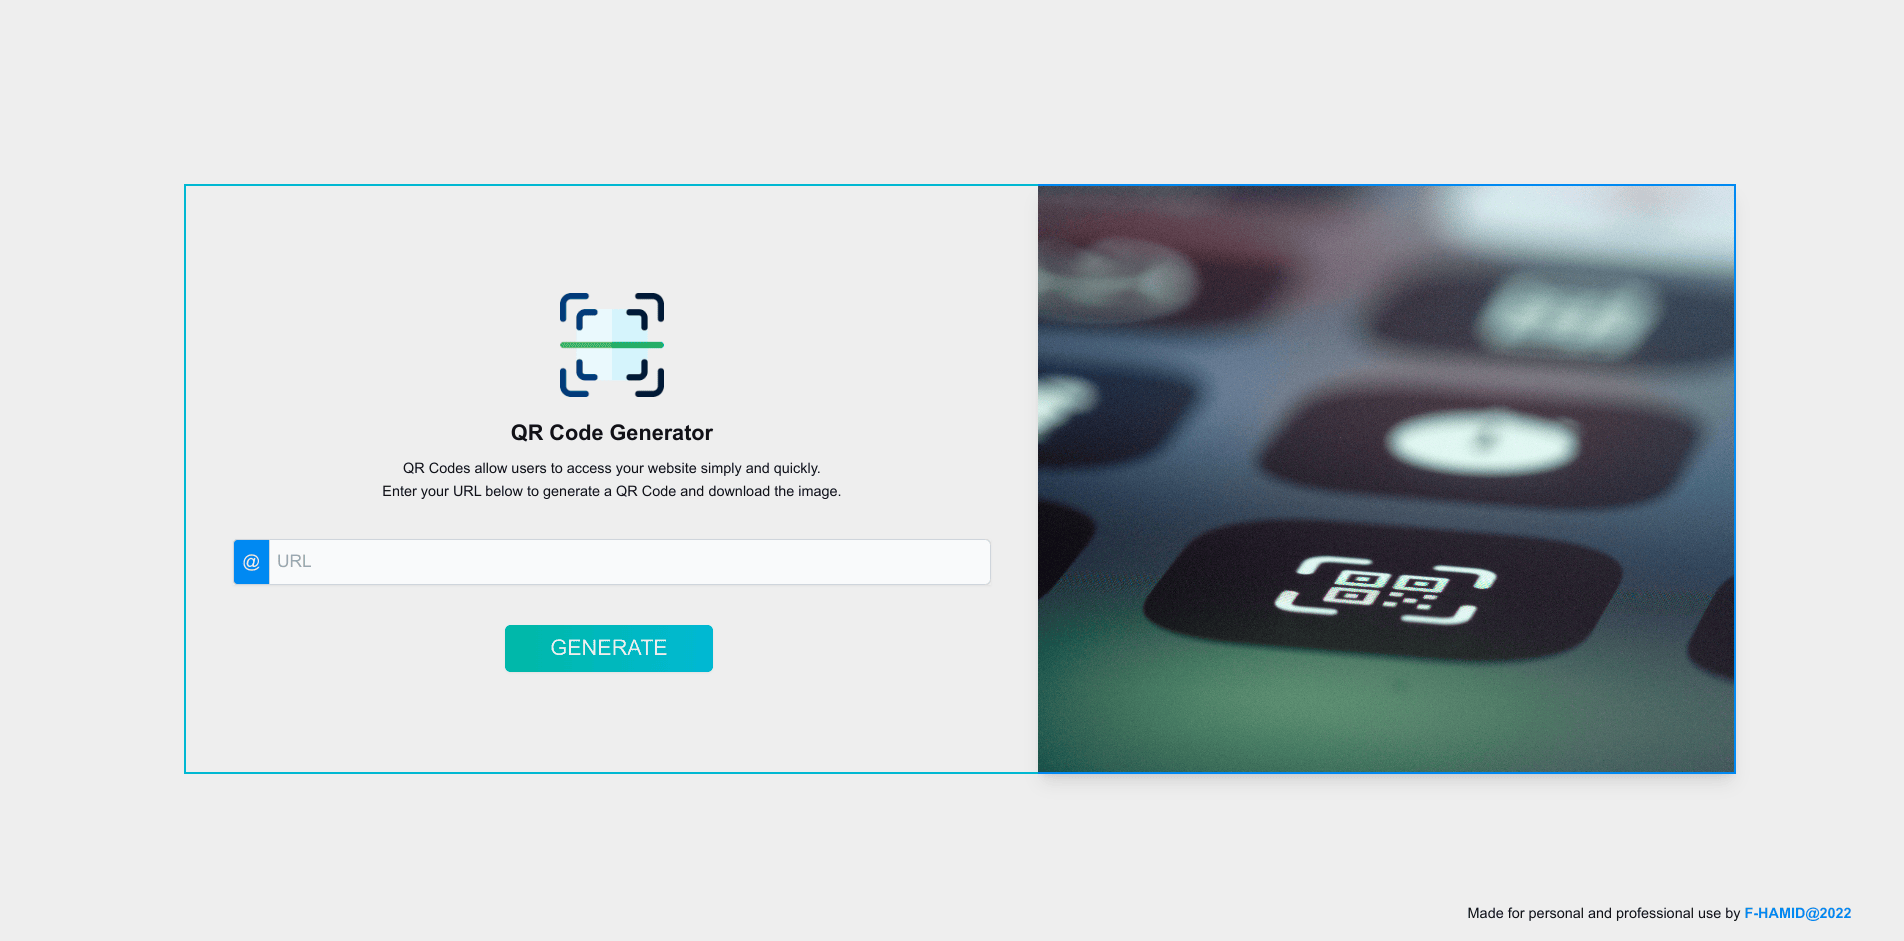 QR Code Generator
QR Codes allow users to access your website simply and quickly.
Enter your URL below to generate a QR Code and download the image.
@ URL
GENERATE
Made for personal and professional use by F-HAMID@2022